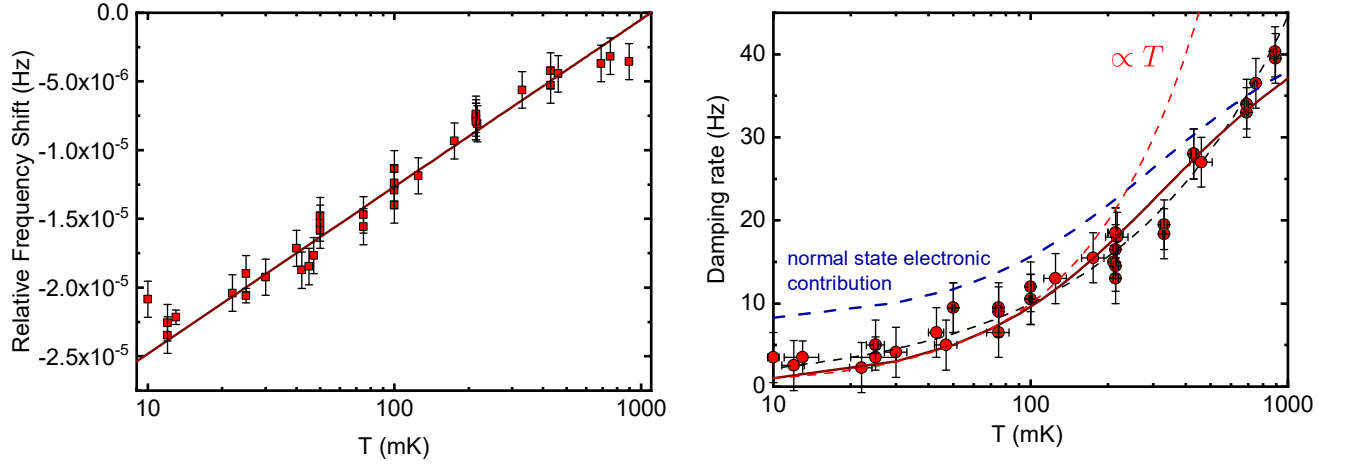 Relative Frequency Shift (Hz)
0.0
-5.0x10⁻⁶
-1.0x10⁻⁵
-1.5x10⁻⁵
-2.0x10⁻⁵
-2.5x10⁻⁵
10
100
1000
T (mK)
Damping rate (Hz)
40
30
20
10
0
∝ T
normal state electronic
contribution
10
100
1000
T (mK)